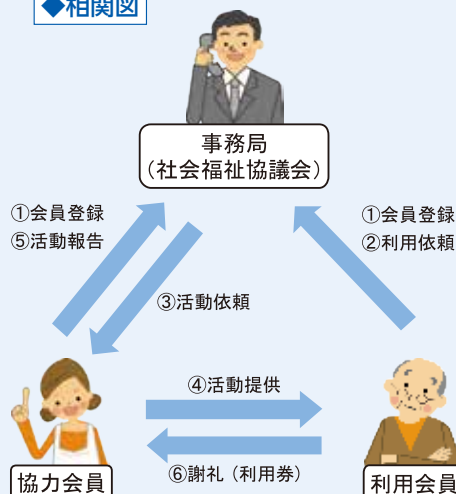 ◆相関図
事務局
（社会福祉協議会）
①会員登録
⑤活動報告
①会員登録
②利用依頼
③活動依頼
④活動提供
⑥謝礼（利用券）
協力会員
利用会員